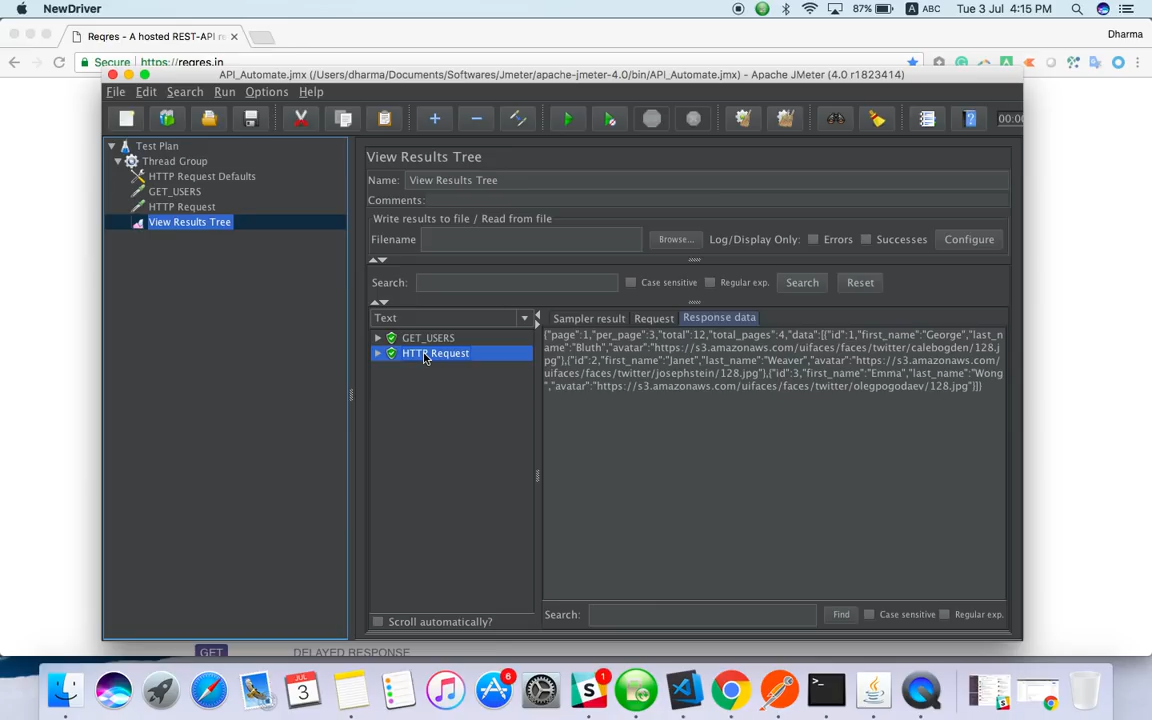 NewDriver
87%
A ABC
Tue 3 Jul 4:15 PM
Reqres - A hosted REST-API r
Dharma
Secure https://reqres.in
API_Automate.jmx (/Users/dharma/Documents/Softwares/Jmeter/apache-jmeter-4.0/bin/API_Automate.jmx) - Apache JMeter (4.0 r1823414)
File Edit Search Run Options Help
00:00
Test Plan
Thread Group
HTTP Request Defaults
GET_USERS
HTTP Request
View Results Tree
View Results Tree
Name: View Results Tree
Comments:
Write results to file / Read from file
Filename Browse... Log/Display Only: Errors Successes Configure
Search: Case sensitive Regular exp. Search Reset
Text
Sampler result Request Response data
GET_USERS
HTTP Request
{"page":1,"per_page":3,"total":12,"total_pages":4,"data":[{"id":1,"first_name":"George","last_n
ame":"Bluth","avatar":"https://s3.amazonaws.com/uifaces/faces/twitter/calebogden/128.j
pg"},{"id":2,"first_name":"Janet","last_name":"Weaver","avatar":"https://s3.amazonaws.com/
uifaces/faces/twitter/josephstein/128.jpg"},{"id":3,"first_name":"Emma","last_name":"Wong
","avatar":"https://s3.amazonaws.com/uifaces/faces/twitter/olegpogodaev/128.jpg"}]}
Scroll automatically?
Search: Find Case sensitive Regular exp.
GET DELAYED RESPONSE
JUL
3
6
1